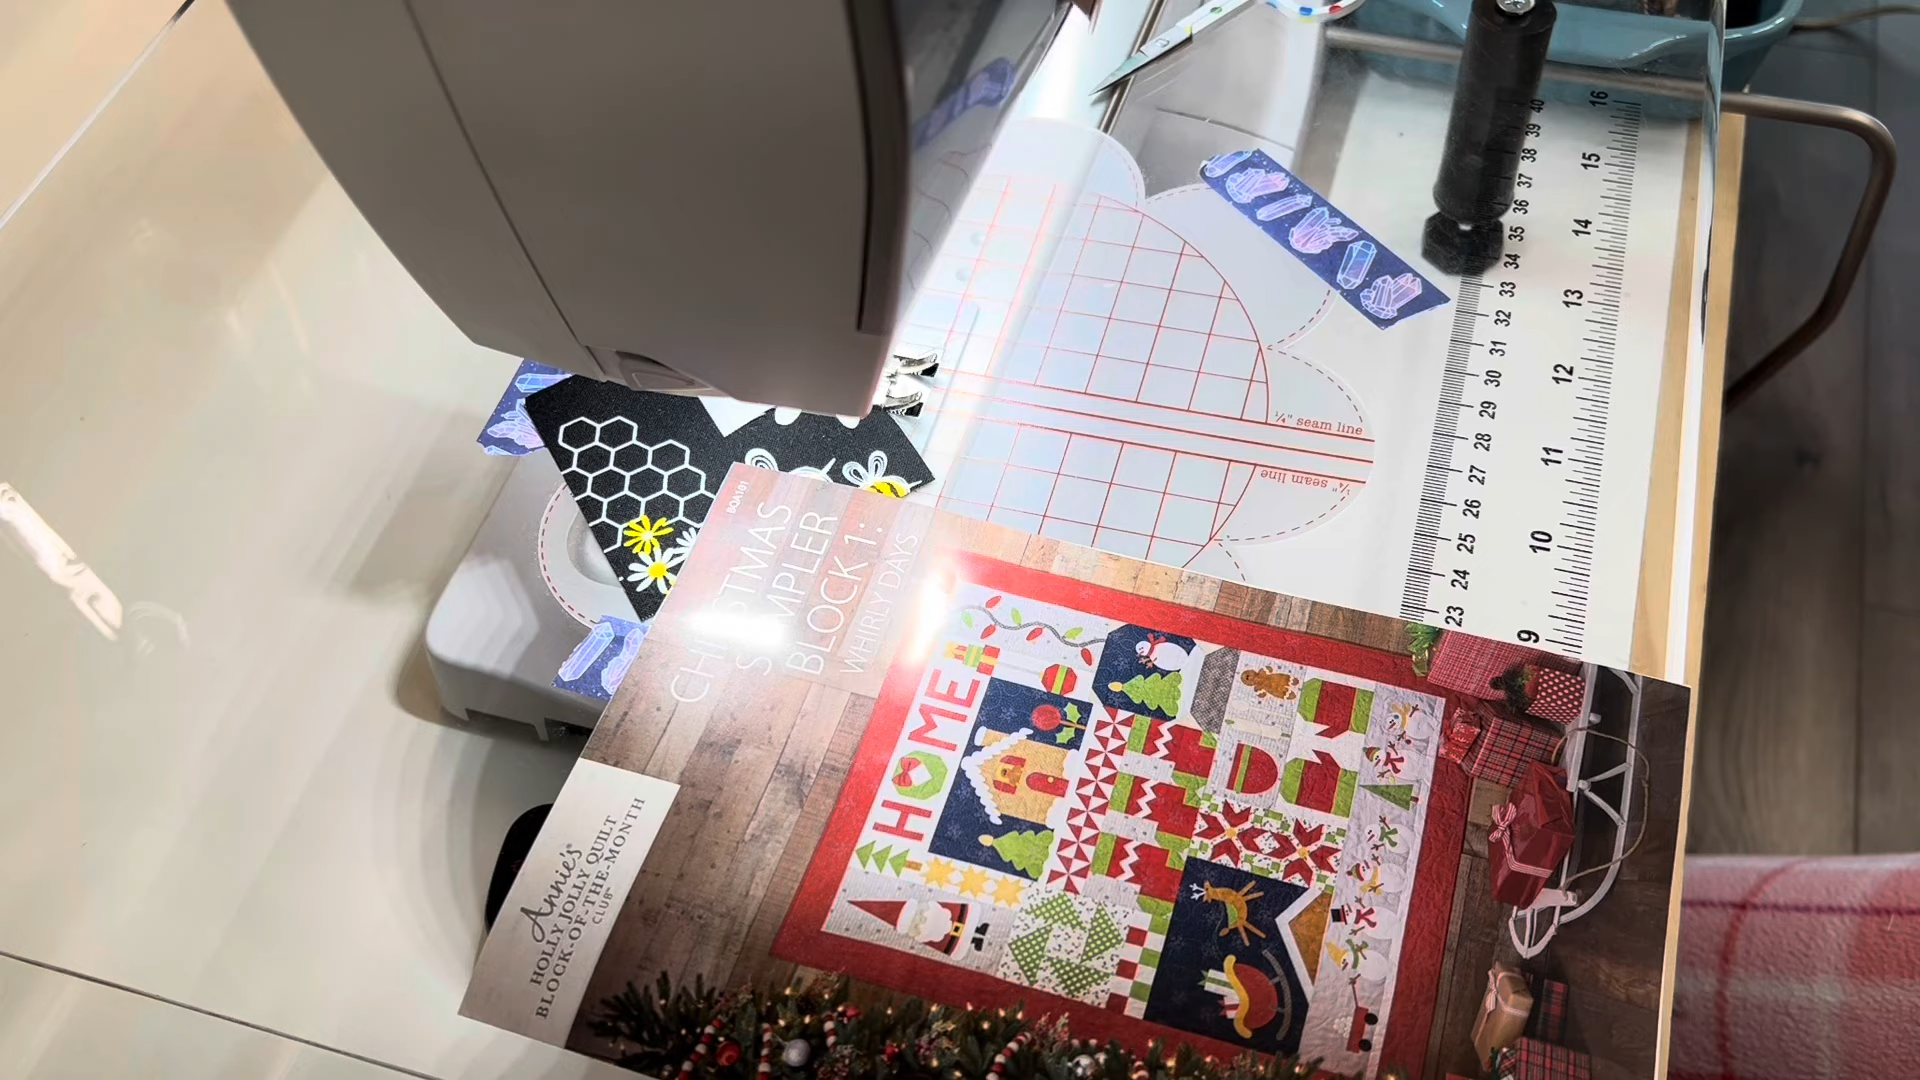 BQA101
CHRISTMAS
SAMPLER
BLOCK 1:
WHIRLY DAYS
Annie's®
HOLLY JOLLY QUILT
BLOCK-OF-THE-MONTH
CLUB™
HOME
¼" seam line
¼" seam line
40
39
38
37
36
35
34
33
32
31
30
29
28
27
26
25
24
23
16
15
14
13
12
11
10
9